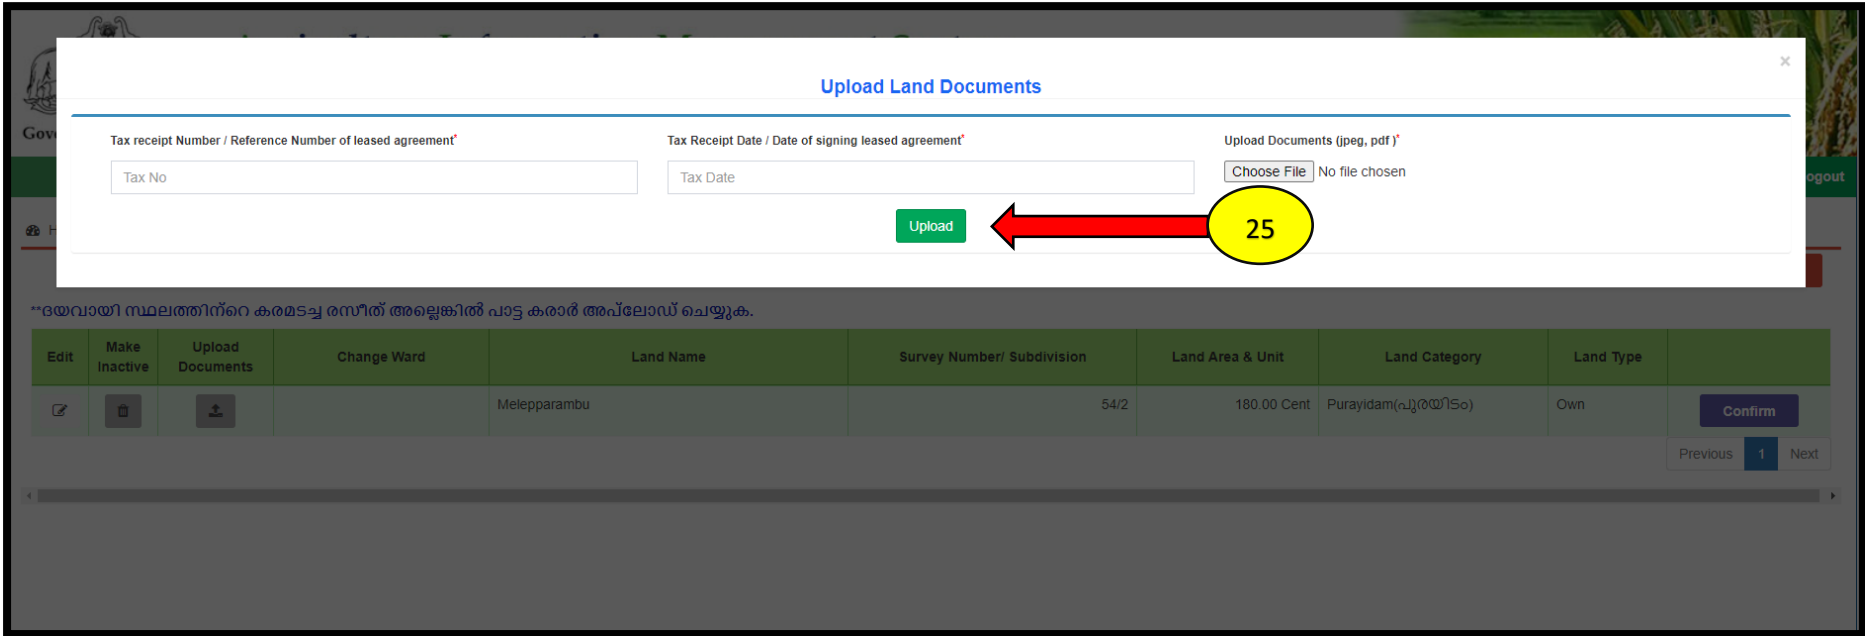 Upload Land Documents
×
Tax receipt Number / Reference Number of leased agreement*
Tax Receipt Date / Date of signing leased agreement*
Upload Documents (jpeg, pdf )*
Tax No
Tax Date
Choose File No file chosen
Upload
25
**ദയവായി സ്ഥലത്തിന്റെ കരമടച്ച രസീത് അല്ലെങ്കിൽ പാട്ട കരാർ അപ്ലോഡ് ചെയ്യുക.
Edit Make Inactive Upload Documents Change Ward Land Name Survey Number/ Subdivision Land Area & Unit Land Category Land Type
Melepparambu 54/2 180.00 Cent Purayidam(പുരയിടം) Own Confirm
Previous 1 Next